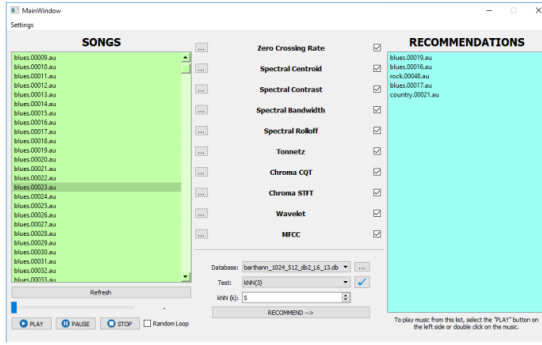 MainWindow
Settings
SONGS
blues.00009.au
blues.00010.au
blues.00011.au
blues.00012.au
blues.00013.au
blues.00014.au
blues.00015.au
blues.00016.au
blues.00017.au
blues.00018.au
blues.00019.au
blues.00020.au
blues.00021.au
blues.00022.au
blues.00023.au
blues.00024.au
blues.00025.au
blues.00026.au
blues.00027.au
blues.00028.au
blues.00029.au
blues.00030.au
blues.00031.au
blues.00032.au
blues.00033.au
Refresh
-
PLAY PAUSE STOP Random Loop
... Zero Crossing Rate
... Spectral Centroid
... Spectral Contrast
... Spectral Bandwidth
... Spectral Rolloff
... Tonnetz
... Chroma CQT
... Chroma STFT
... Wavelet
... MFCC
Database: barthann_1024_512_db2_L6_13.db ...
Test: kNN(3)
kNN (k): 5
RECOMMEND -->
RECOMMENDATIONS
blues.00019.au
blues.00016.au
rock.00048.au
blues.00017.au
country.00021.au
To play music from this list, select the "PLAY" button on
the left side or double click on the music.